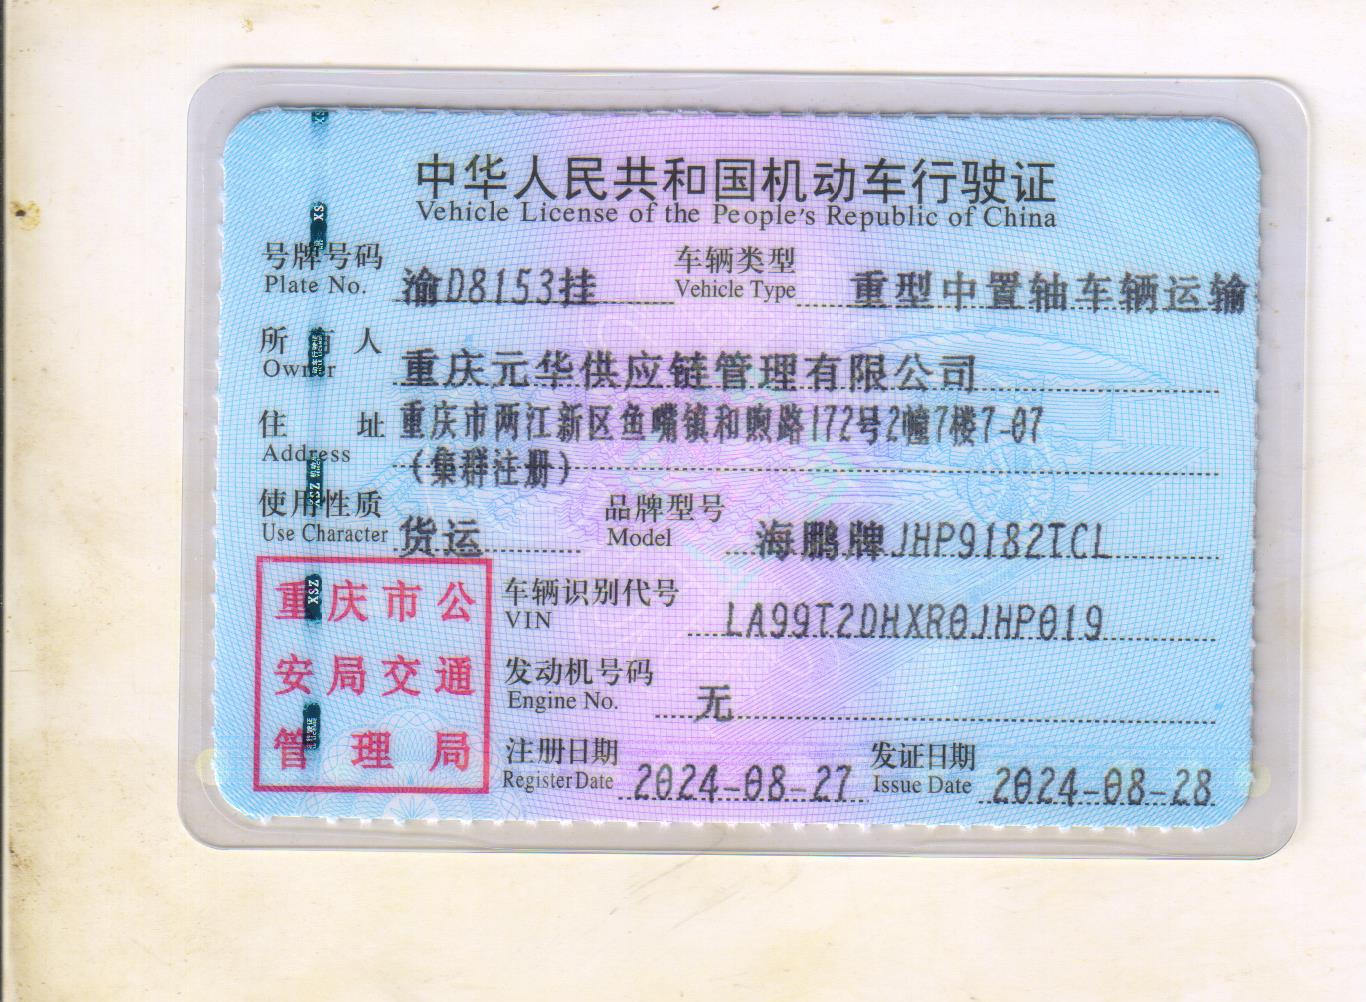 中华人民共和国机动车行驶证
Vehicle License of the People's Republic of China
号牌号码 渝D8153挂 车辆类型 重型中置轴车辆运输
Plate No. Vehicle Type
所有人 重庆元华供应链管理有限公司
Owner
住址 重庆市两江新区鱼嘴镇和煦路172号2幢7楼7-07
Address (集群注册)
使用性质 货运 品牌型号 海鹏牌JHP9182TCL
Use Character Model
重庆市公
安局交通
管理局
车辆识别代号 LA99T2DHXR0JHP019
VIN
发动机号码 无
Engine No.
注册日期 2024-08-27 发证日期 2024-08-28
Register Date Issue Date
XSZ